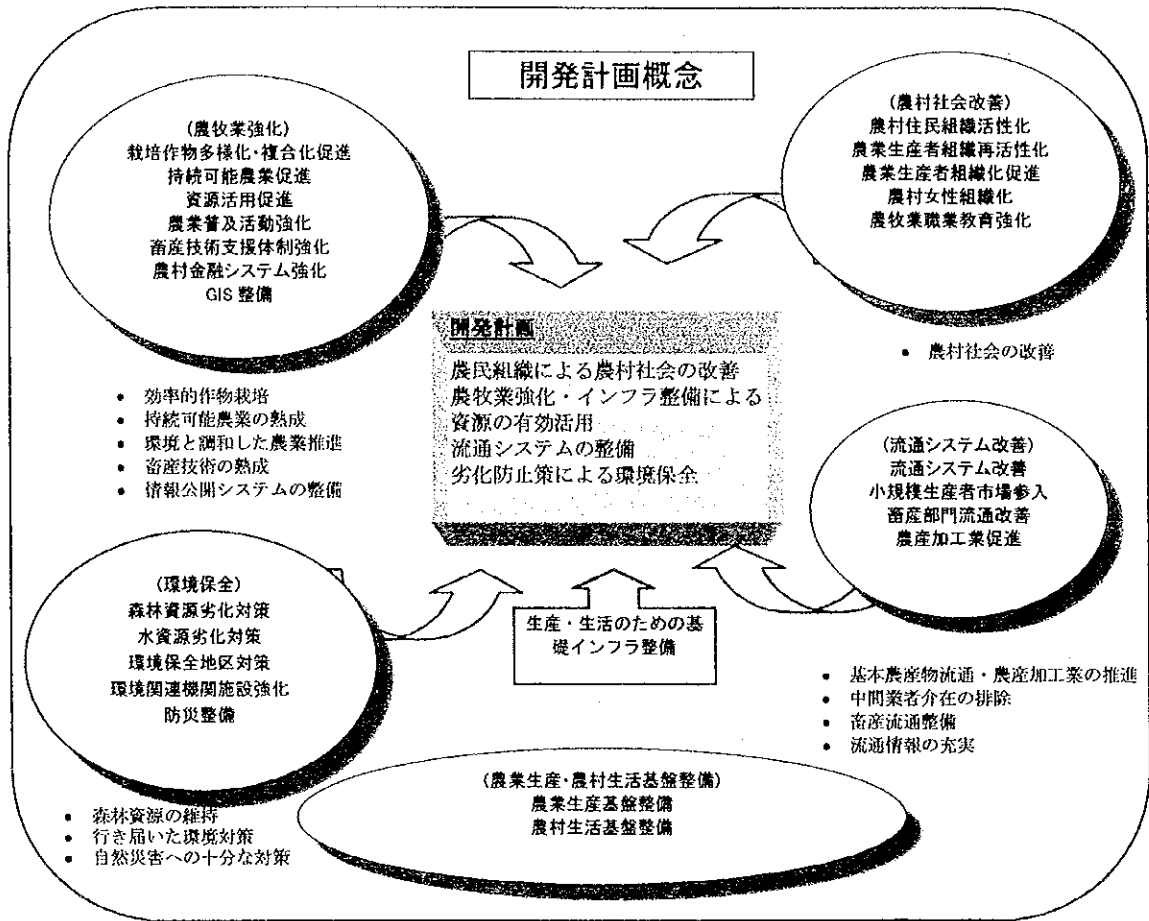 開発計画概念
(農牧業強化)
栽培作物多様化・複合化促進
持続可能農業促進
資源活用促進
農業普及活動強化
畜産技術支援体制強化
農村金融システム強化
GIS 整備
(農村社会改善)
農村住民組織活性化
農業生産者組織再活性化
農業生産者組織化促進
農村女性組織化
農牧業職業教育強化
• 農村社会の改善
• 効率的作物栽培
• 持続可能農業の熟成
• 環境と調和した農業推進
• 畜産技術の熟成
• 情報公開システムの整備
開発計画
農民組織による農村社会の改善
農牧業強化・インフラ整備による
資源の有効活用
流通システムの整備
劣化防止策による環境保全
(流通システム改善)
流通システム改善
小規模生産者市場参入
畜産部門流通改善
農産加工業促進
(環境保全)
森林資源劣化対策
水資源劣化対策
環境保全地区対策
環境関連機関施設強化
防災整備
生産・生活のための基
礎インフラ整備
• 基本農産物流通・農産加工業の推進
• 中間業者介在の排除
• 畜産流通整備
• 流通情報の充実
(農業生産・農村生活基盤整備)
農業生産基盤整備
農村生活基盤整備
• 森林資源の維持
• 行き届いた環境対策
• 自然災害への十分な対策